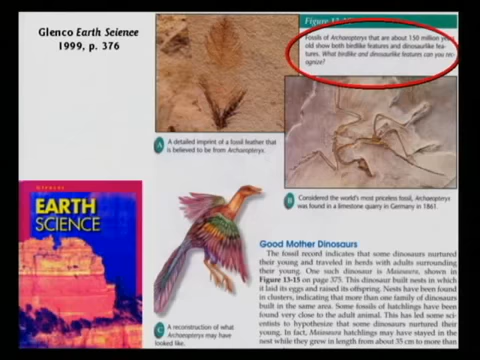 Glenco Earth Science
1999, p. 376
Fossils of Archaeopteryx that are about 150 million years
old show both birdlike features and dinosaurlike fea-
tures. What birdlike and dinosaurlike features can you rec-
ognize?
A
A detailed imprint of a fossil feather that
is believed to be from Archaeopteryx.
B
Considered the world's most priceless fossil, Archaeopteryx
was found in a limestone quarry in Germany in 1861.
EARTH
SCIENCE
C
A reconstruction of what
Archaeopteryx may have
looked like.
Good Mother Dinosaurs
The fossil record indicates that some dinosaurs nurtured
their young and traveled in herds with adults surrounding
their young. One such dinosaur is Maiasaura, shown in
Figure 13-15 on page 375. This dinosaur built nests in which
it laid its eggs and raised its offspring. Nests have been found
in clusters, indicating that more than one family of dinosaurs
built in the same area. Some fossils of hatchlings have been
found very close to the adult animal. This has led some sci-
entists to hypothesize that some dinosaurs nurtured their
young. In fact, Maiasaura hatchlings may have stayed in the
nest while they grew in length from about 35 cm to more than